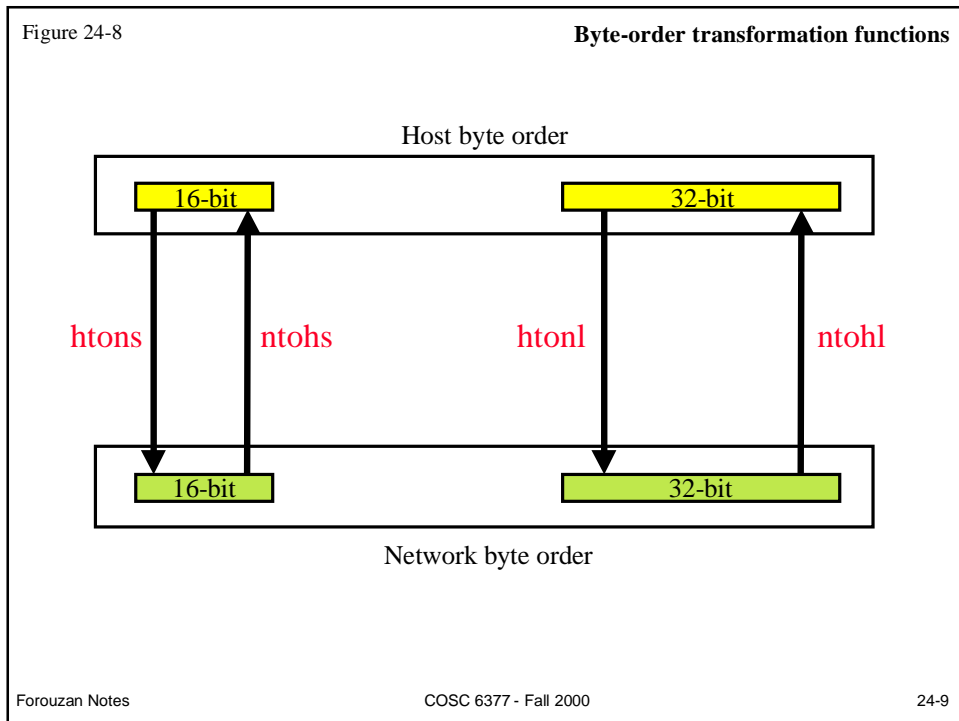 Figure 24-8
Byte-order transformation functions
Host byte order
16-bit
32-bit
htons
ntohs
htonl
ntohl
16-bit
32-bit
Network byte order
Forouzan Notes
COSC 6377 - Fall 2000
24-9